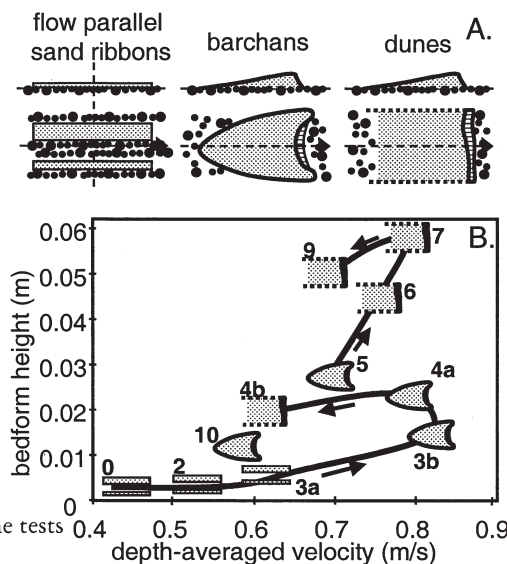 flow parallel
sand ribbons
barchans
dunes
A.
B.
bedform height (m)
0.06
0.05
0.04
0.03
0.02
0.01
0
7
9
6
5
4a
4b
10
3b
0
2
3a
ne tests
0.4
0.5
0.6
0.7
0.8
0.9
depth-averaged velocity (m/s)